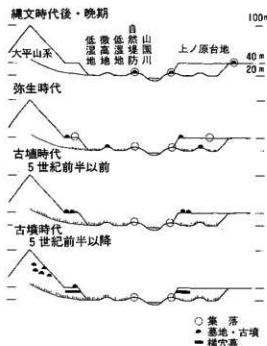 縄文時代後・晩期
100m
大平山系
低湿地
微高地
低湿地
自然堤防
山国川
上ノ原台地
40m
20m
弥生時代
古墳時代
5世紀前半以前
古墳時代
5世紀前半以降
○集落
墓地・古墳
横穴墓